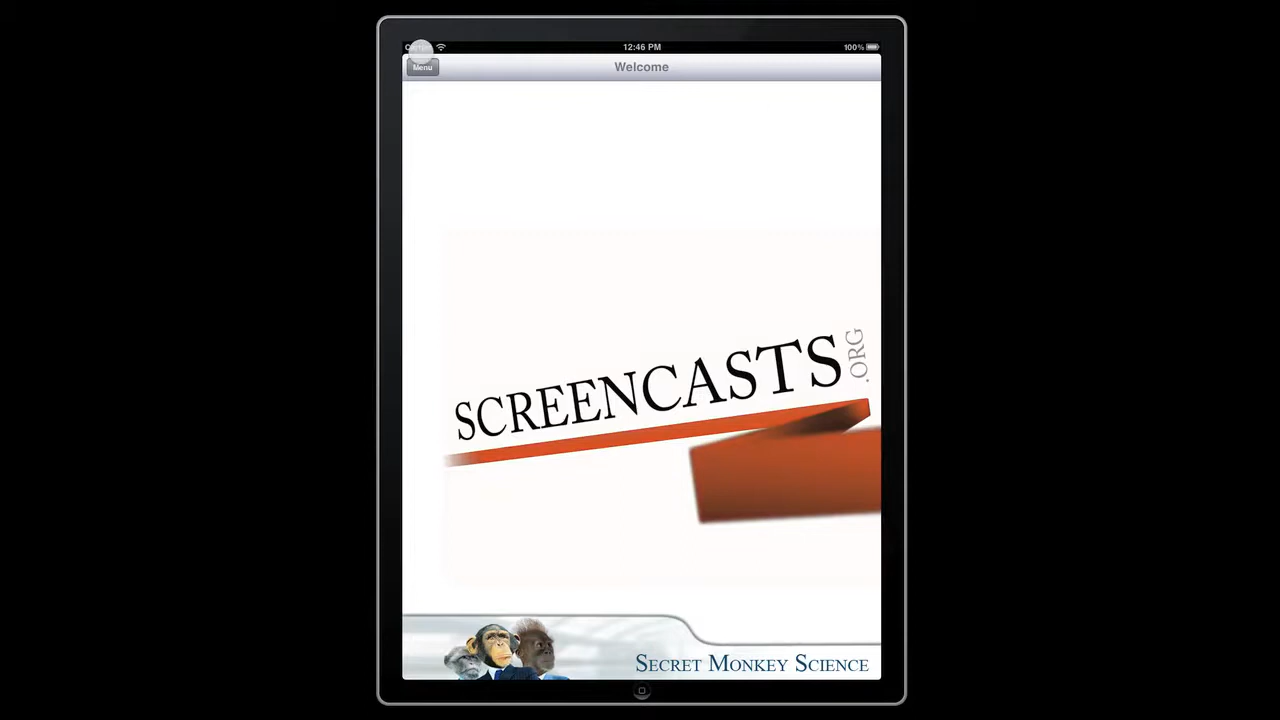 12:46 PM
100%
Menu
Welcome
SCREENCASTS
.ORG
SECRET MONKEY SCIENCE